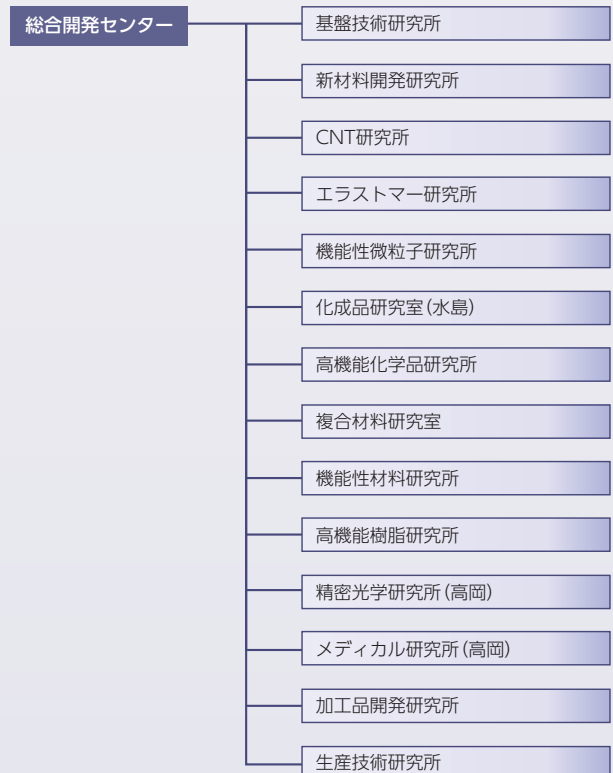 総合開発センター
基盤技術研究所
新材料開発研究所
CNT研究所
エラストマー研究所
機能性微粒子研究所
化成品研究室(水島)
高機能化学品研究所
複合材料研究室
機能性材料研究所
高機能樹脂研究所
精密光学研究所(高岡)
メディカル研究所(高岡)
加工品開発研究所
生産技術研究所